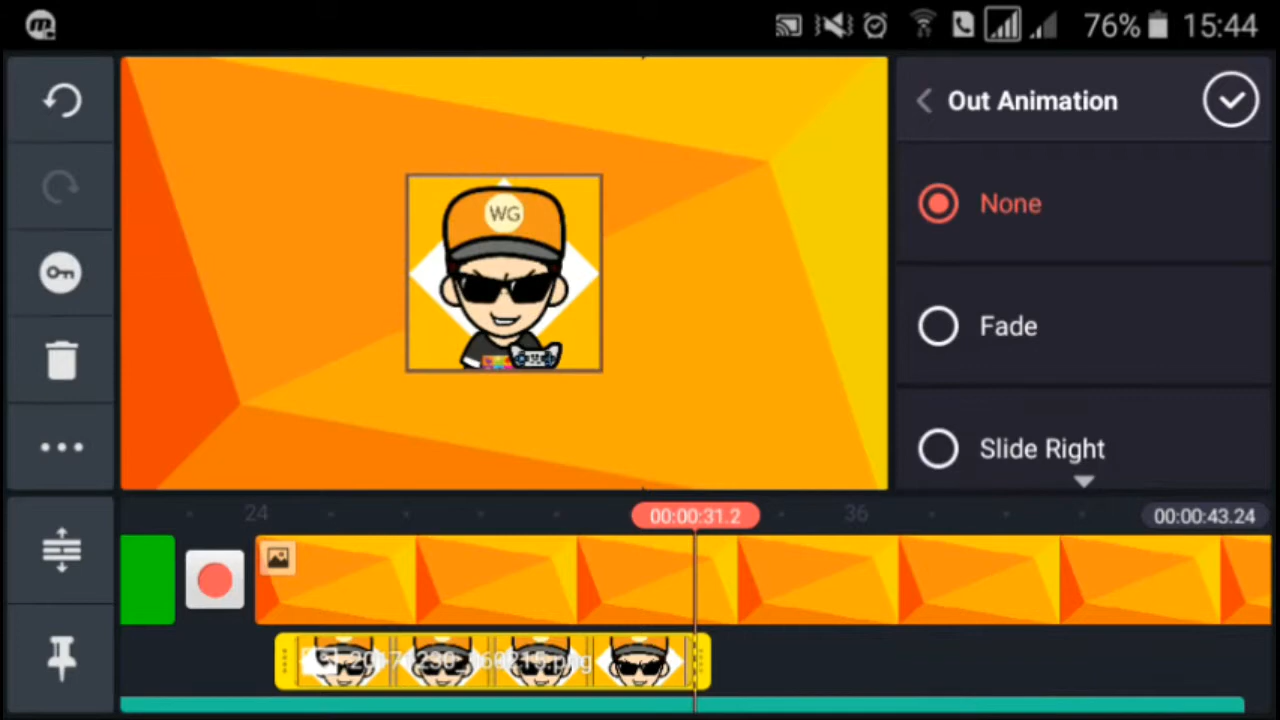 76% 15:44
Out Animation
WG
None
Fade
Slide Right
24
00:00:31.2
36
00:00:43.24